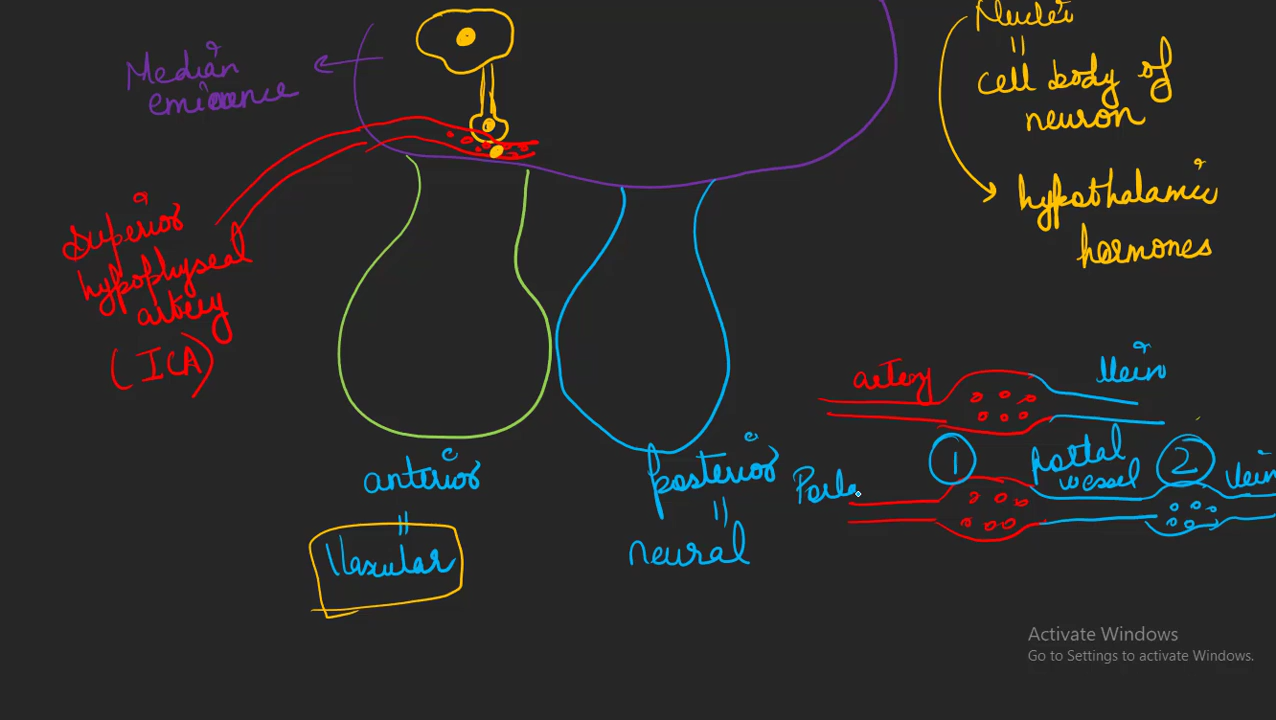 Nuclei
=
cell body of
neuron
hypothalamic
hormones
Median
eminence
Superior
hypophyseal
artery
(ICA)
artery
Vein
1
portal
vessel
2
Vein
Porta
anterior
=
Vascular
posterior
=
neural
Activate Windows
Go to Settings to activate Windows.